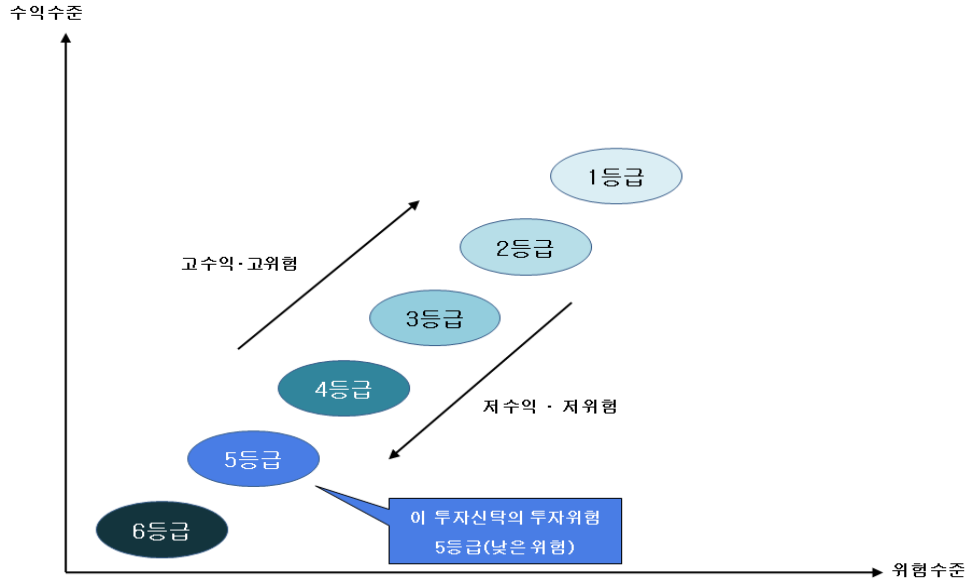 수익수준
1등급
2등급
고수익·고위험
3등급
4등급
저수익 · 저위험
5등급
이 투자신탁의 투자위험
5등급(낮은 위험)
6등급
위험수준